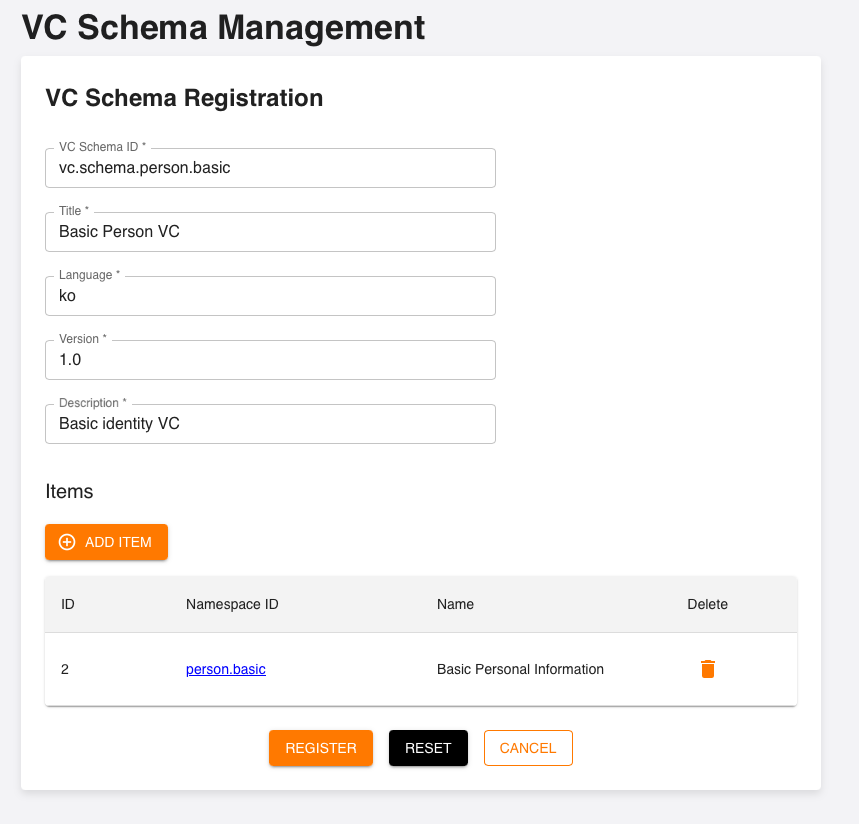 VC Schema Management
VC Schema Registration
VC Schema ID *
vc.schema.person.basic
Title *
Basic Person VC
Language *
ko
Version *
1.0
Description *
Basic identity VC
Items
ADD ITEM
ID Namespace ID Name Delete
2 person.basic Basic Personal Information
REGISTER RESET CANCEL